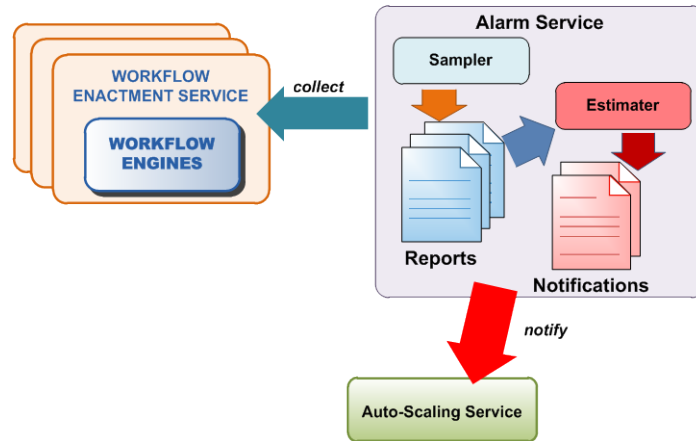 Alarm Service
WORKFLOW
ENACTMENT SERVICE
WORKFLOW
ENGINES
collect
Sampler
Estimater
Reports
Notifications
notify
Auto-Scaling Service